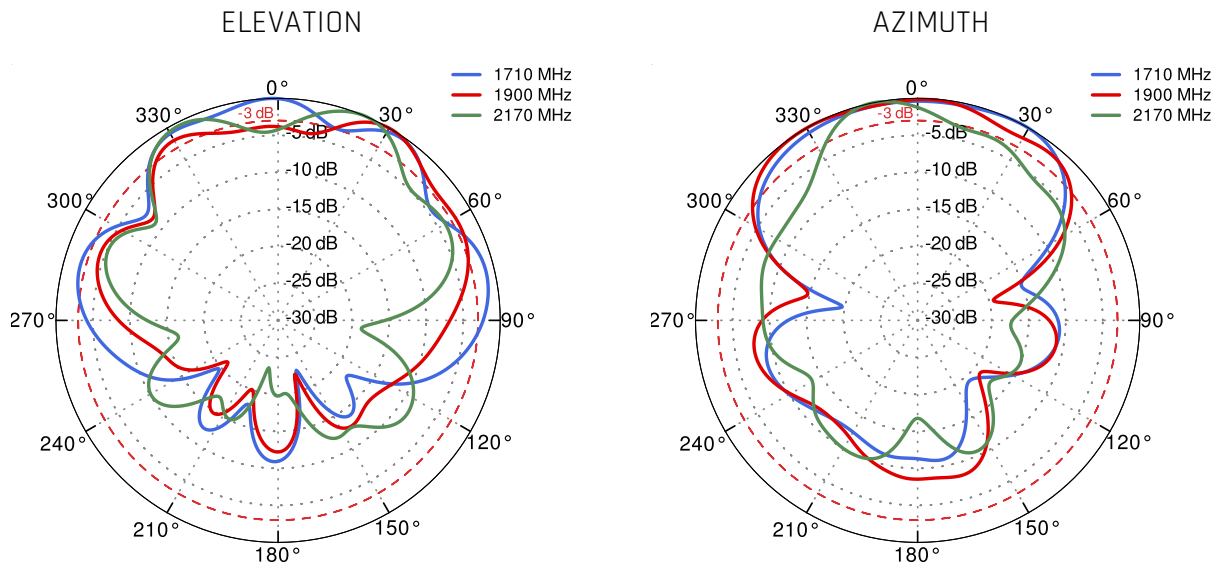 ELEVATION
1710 MHz
1900 MHz
2170 MHz
0°
330°
30°
-3 dB
-5 dB
-10 dB
300°
60°
-15 dB
-20 dB
-25 dB
-30 dB
270°
90°
240°
120°
210°
150°
180°
AZIMUTH
1710 MHz
1900 MHz
2170 MHz
0°
330°
30°
-3 dB
-5 dB
-10 dB
300°
60°
-15 dB
-20 dB
-25 dB
-30 dB
270°
90°
240°
120°
210°
150°
180°